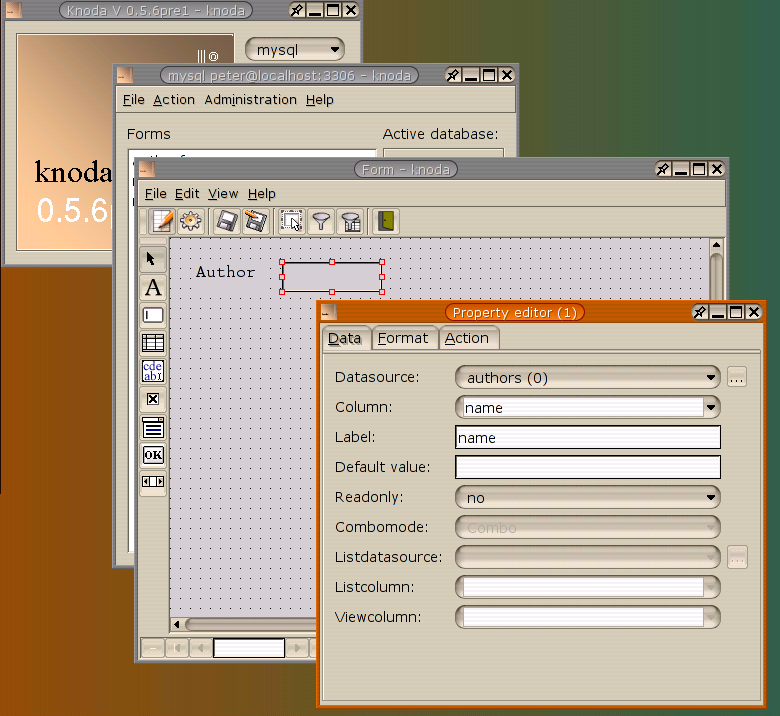 Knoda V 0.5.6pre1 - knoda
|||@
mysql
knoda
0.5.6p
mysql peter@localhost:3306 - knoda
File Action Administration Help
Forms
Active database:
Form - knoda
File Edit View Help
A
cde
abI
OK
Author
Property editor (1)
Data Format Action
Datasource: authors (0) ...
Column: name
Label: name
Default value:
Readonly: no
Combomode: Combo
Listdatasource: ...
Listcolumn:
Viewcolumn: